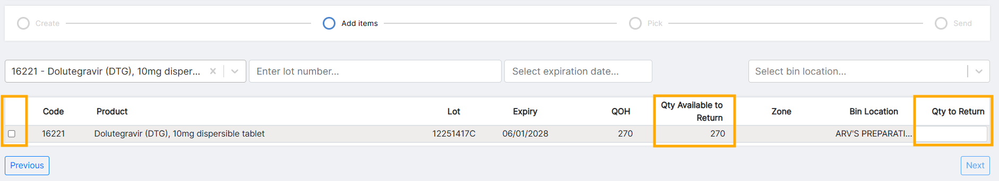 Create Add items Pick Send
16221 - Dolutegravir (DTG), 10mg disper... Enter lot number... Select expiration date... Select bin location...
Code Product Lot Expiry QOH Qty Available to Return Zone Bin Location Qty to Return
16221 Dolutegravir (DTG), 10mg dispersible tablet 12251417C 06/01/2028 270 270 ARV'S PREPARATI...
Previous Next